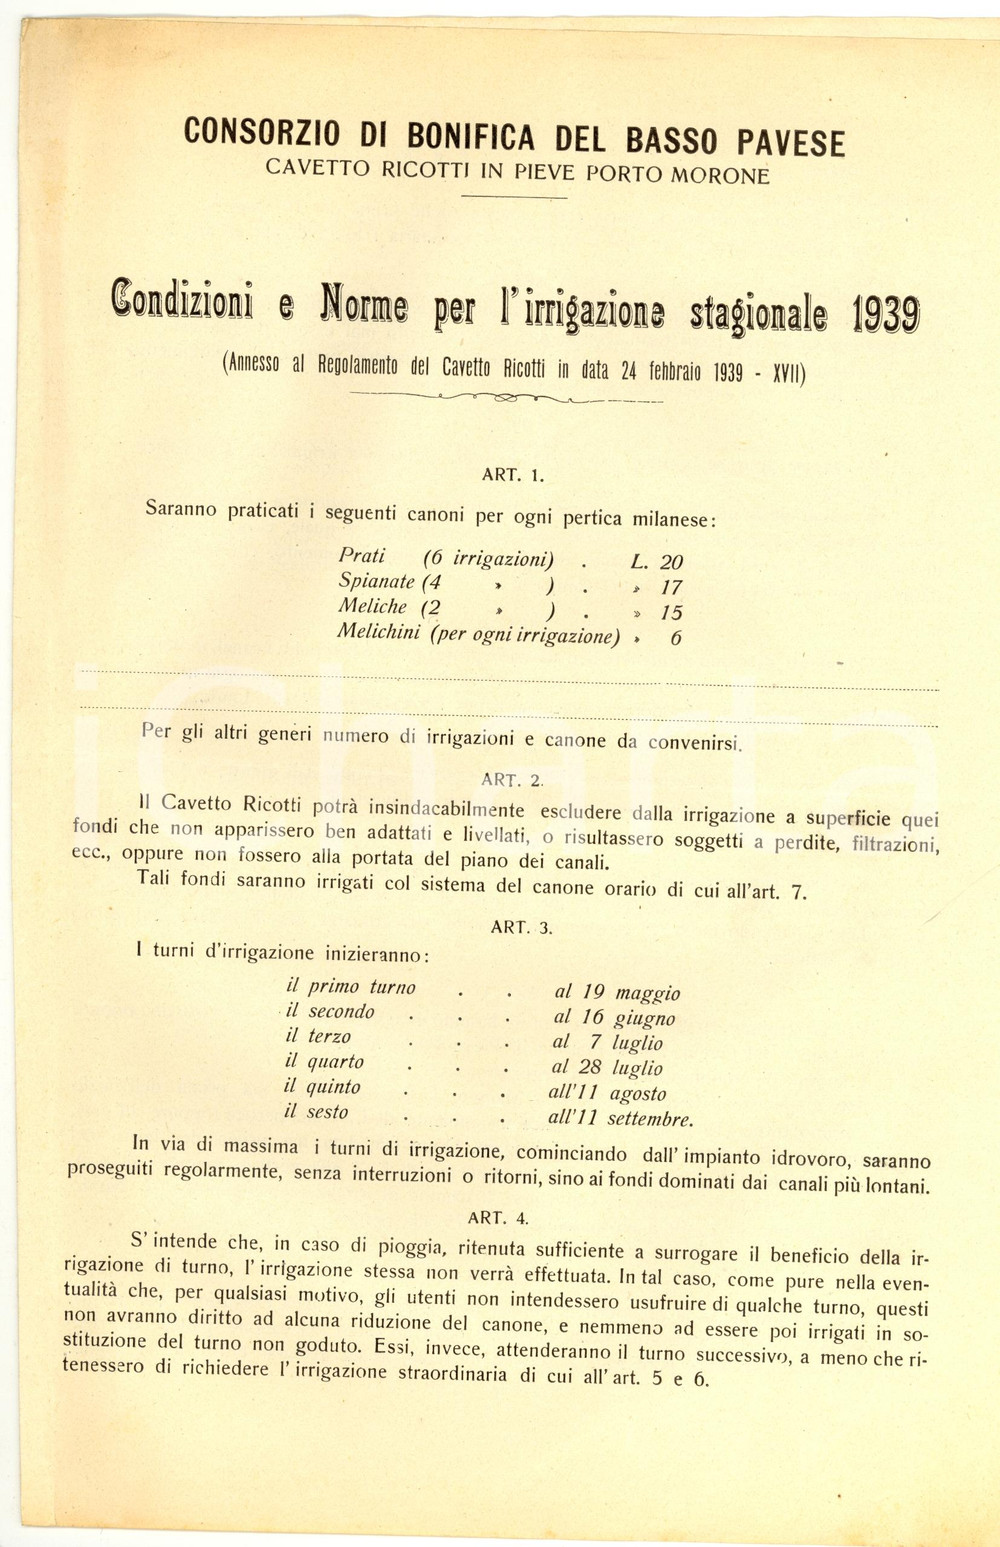 CONSORZIO DI BONIFICA DEL BASSO PAVESE
CAVETTO RICOTTI IN PIEVE PORTO MORONE
Condizioni e Norme per l'irrigazione stagionale 1939
(Annesso al Regolamento del Cavetto Ricotti in data 24 febbraio 1939 - XVII)
ART. 1.
Saranno praticati i seguenti canoni per ogni pertica milanese:
Prati (6 irrigazioni) . L. 20
Spianate (4 » ) . » 17
Meliche (2 » ) . » 15
Melichini (per ogni irrigazione) » 6
Per gli altri generi numero di irrigazioni e canone da convenirsi.
ART. 2.
Il Cavetto Ricotti potrà insindacabilmente escludere dalla irrigazione a superficie quei
fondi che non apparissero ben adattati e livellati, o risultassero soggetti a perdite, filtrazioni,
ecc., oppure non fossero alla portata del piano dei canali.
Tali fondi saranno irrigati col sistema del canone orario di cui all'art. 7.
ART. 3.
I turni d'irrigazione inizieranno:
il primo turno . . al 19 maggio
il secondo . . . al 16 giugno
il terzo . . . al 7 luglio
il quarto . . . al 28 luglio
il quinto . . . all'11 agosto
il sesto . . . all'11 settembre.
In via di massima i turni di irrigazione, cominciando dall' impianto idrovoro, saranno
proseguiti regolarmente, senza interruzioni o ritorni, sino ai fondi dominati dai canali più lontani.
ART. 4.
S' intende che, in caso di pioggia, ritenuta sufficiente a surrogare il beneficio della ir-
rigazione di turno, l' irrigazione stessa non verrà effettuata. In tal caso, come pure nella even-
tualità che, per qualsiasi motivo, gli utenti non intendessero usufruire di qualche turno, questi
non avranno diritto ad alcuna riduzione del canone, e nemmeno ad essere poi irrigati in so-
stituzione del turno non goduto. Essi, invece, attenderanno il turno successivo, a meno che ri-
tenessero di richiedere l' irrigazione straordinaria di cui all' art. 5 e 6.
iCharta